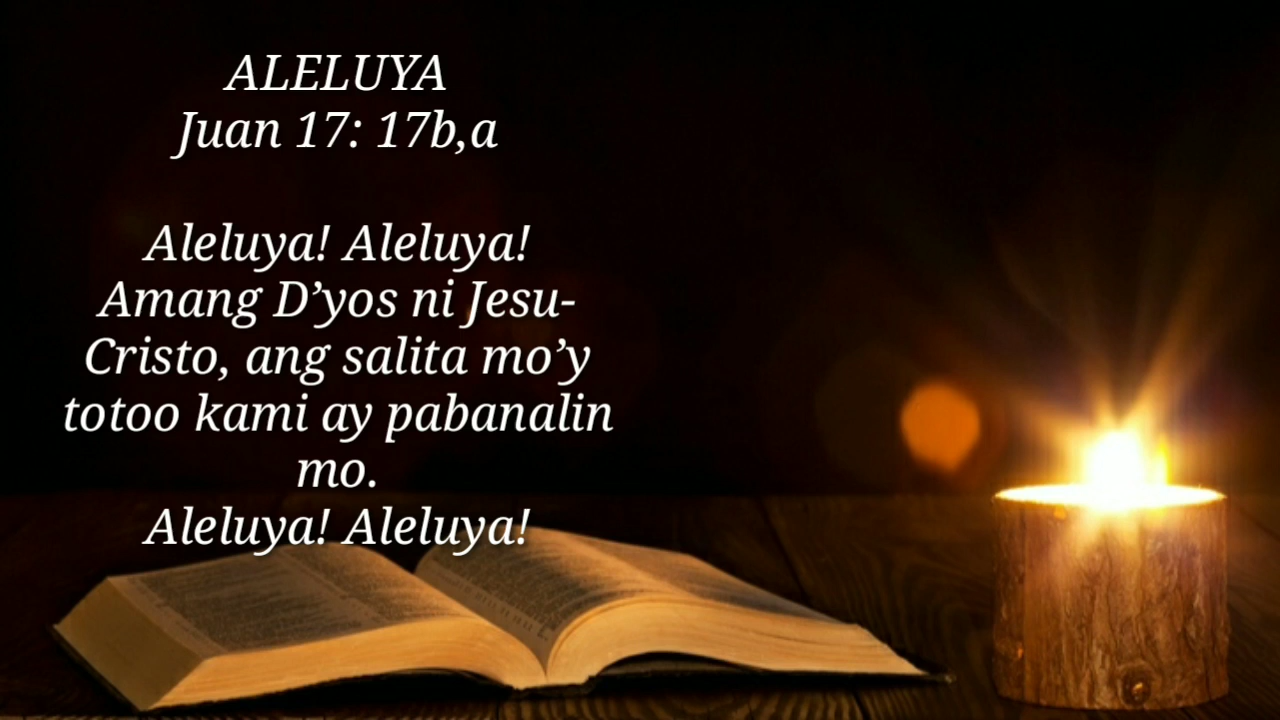 ALELUYA
Juan 17: 17b,a
Aleluya! Aleluya!
Amang D’yos ni Jesu-
Cristo, ang salita mo’y
totoo kami ay pabanalin
mo.
Aleluya! Aleluya!